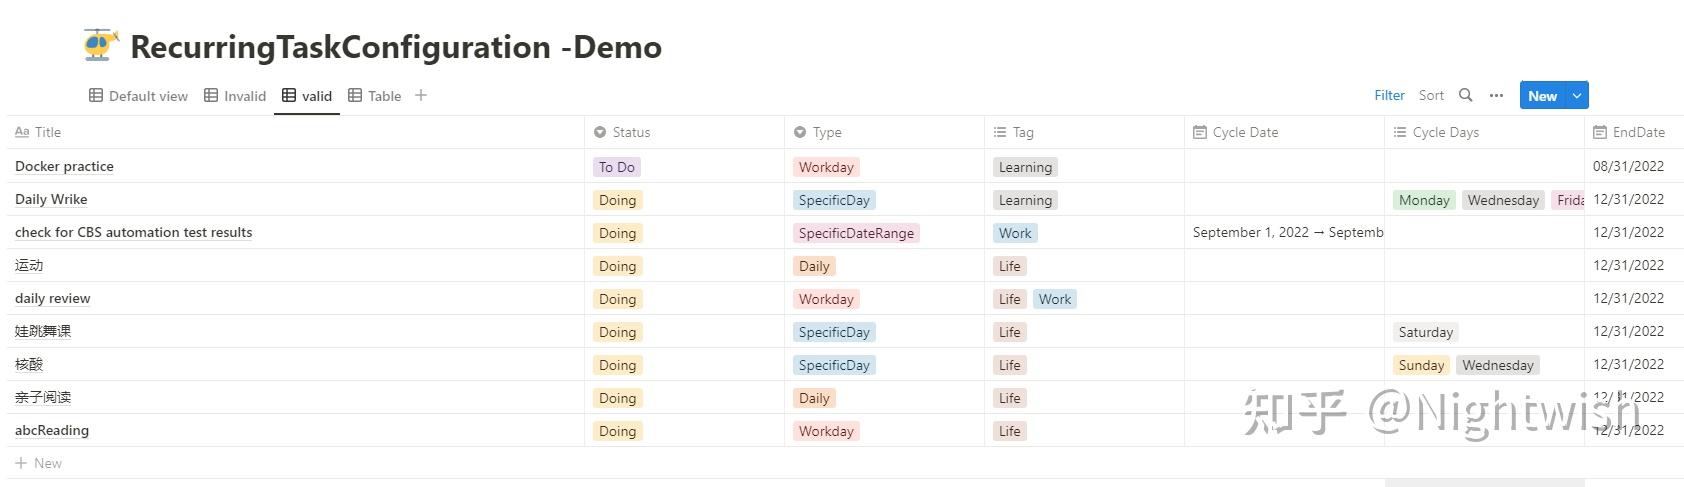 RecurringTaskConfiguration -Demo
Default view Invalid valid Table Filter Sort New
Aa Title Status Type Tag Cycle Date Cycle Days EndDate
Docker practice To Do Workday Learning 08/31/2022
Daily Wrike Doing SpecificDay Learning Monday Wednesday Frida 12/31/2022
check for CBS automation test results Doing SpecificDateRange Work September 1, 2022 → Septemb 12/31/2022
运动 Doing Daily Life 12/31/2022
daily review Doing Workday Life Work 12/31/2022
娃跳舞课 Doing SpecificDay Life Saturday 12/31/2022
核酸 Doing SpecificDay Life Sunday Wednesday 12/31/2022
亲子阅读 Doing Daily Life 12/31/2022
知乎 @Nightwish
abcReading Doing Workday Life 12/31/2022
+ New